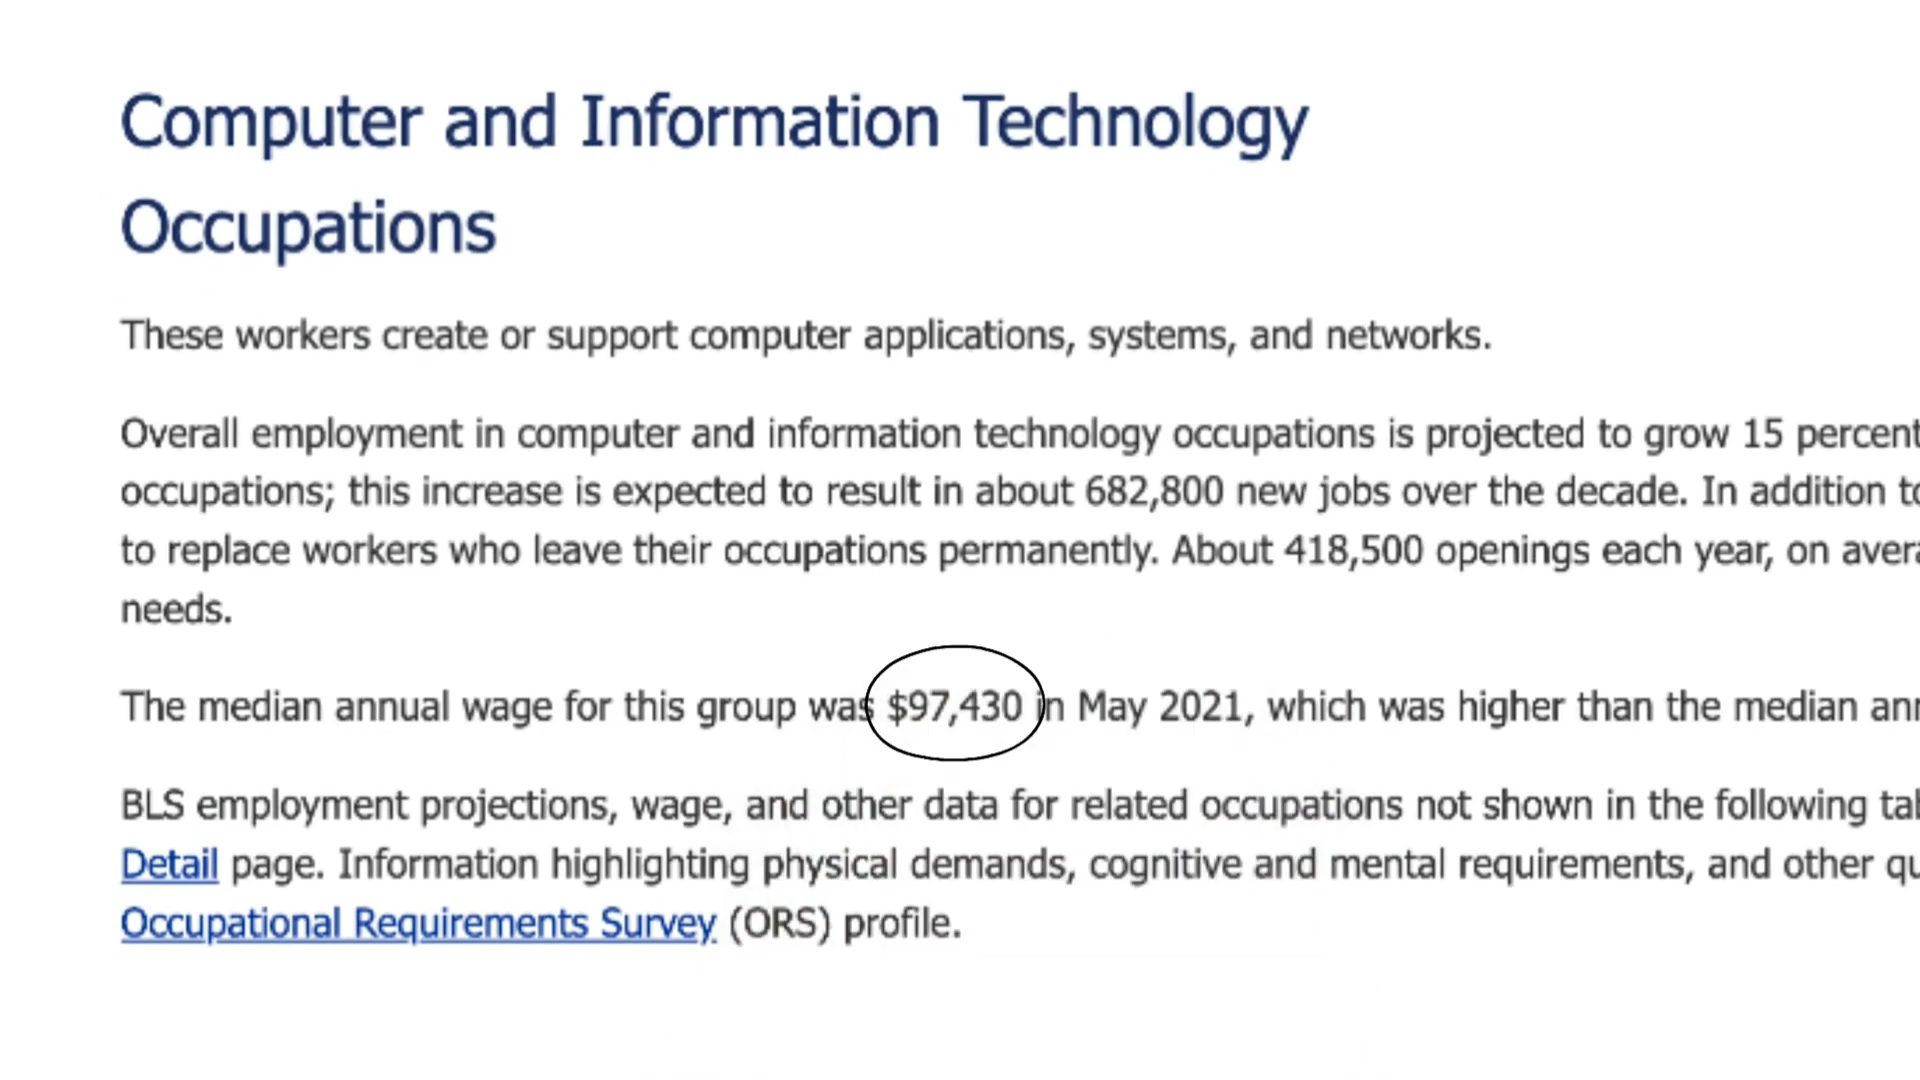 Computer and Information Technology
Occupations
These workers create or support computer applications, systems, and networks.
Overall employment in computer and information technology occupations is projected to grow 15 percent
occupations; this increase is expected to result in about 682,800 new jobs over the decade. In addition
to replace workers who leave their occupations permanently. About 418,500 openings each year, on
needs.
The median annual wage for this group was $97,430 in May 2021, which was higher than the median
BLS employment projections, wage, and other data for related occupations not shown in the following
Detail page. Information highlighting physical demands, cognitive and mental requirements, and other
Occupational Requirements Survey (ORS) profile.